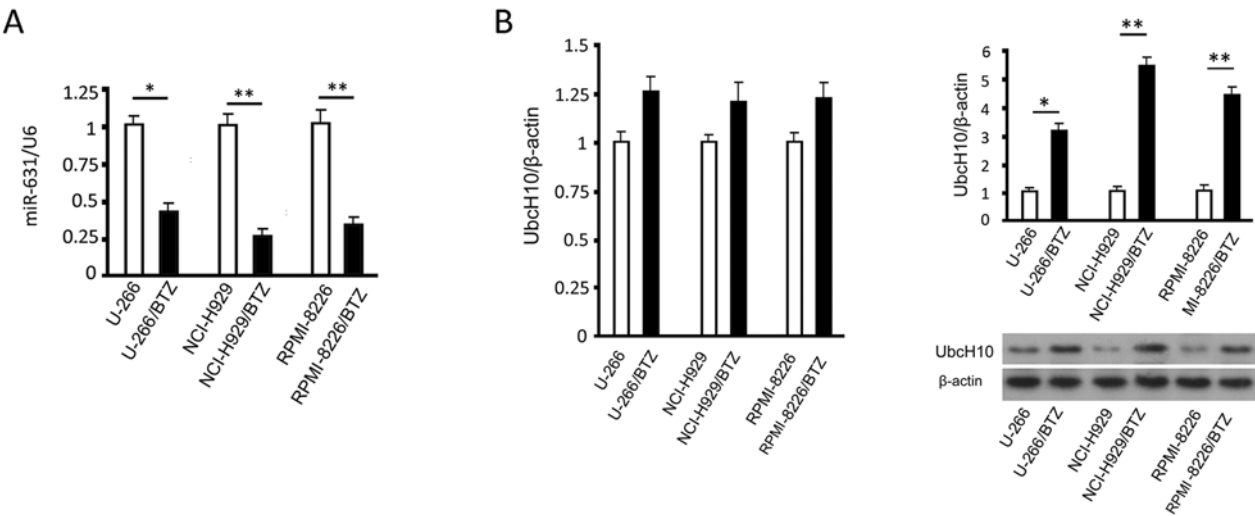 A
miR-631/U6
1.25
1
0.75
0.5
0.25
0
*
**
**
U-266
U-266/BTZ
NCI-H929
NCI-H929/BTZ
RPMI-8226
RPMI-8226/BTZ
B
UbcH10/β-actin
1.5
1.25
1
0.75
0.5
0.25
0
U-266
U-266/BTZ
NCI-H929
NCI-H929/BTZ
RPMI-8226
RPMI-8226/BTZ
UbcH10/β-actin
6
5
4
3
2
1
0
*
**
**
U-266
U-266/BTZ
NCI-H929
NCI-H929/BTZ
RPMI-8226
MI-8226/BTZ
UbcH10
β-actin
U-266
U-266/BTZ
NCI-H929
NCI-H929/BTZ
RPMI-8226
RPMI-8226/BTZ